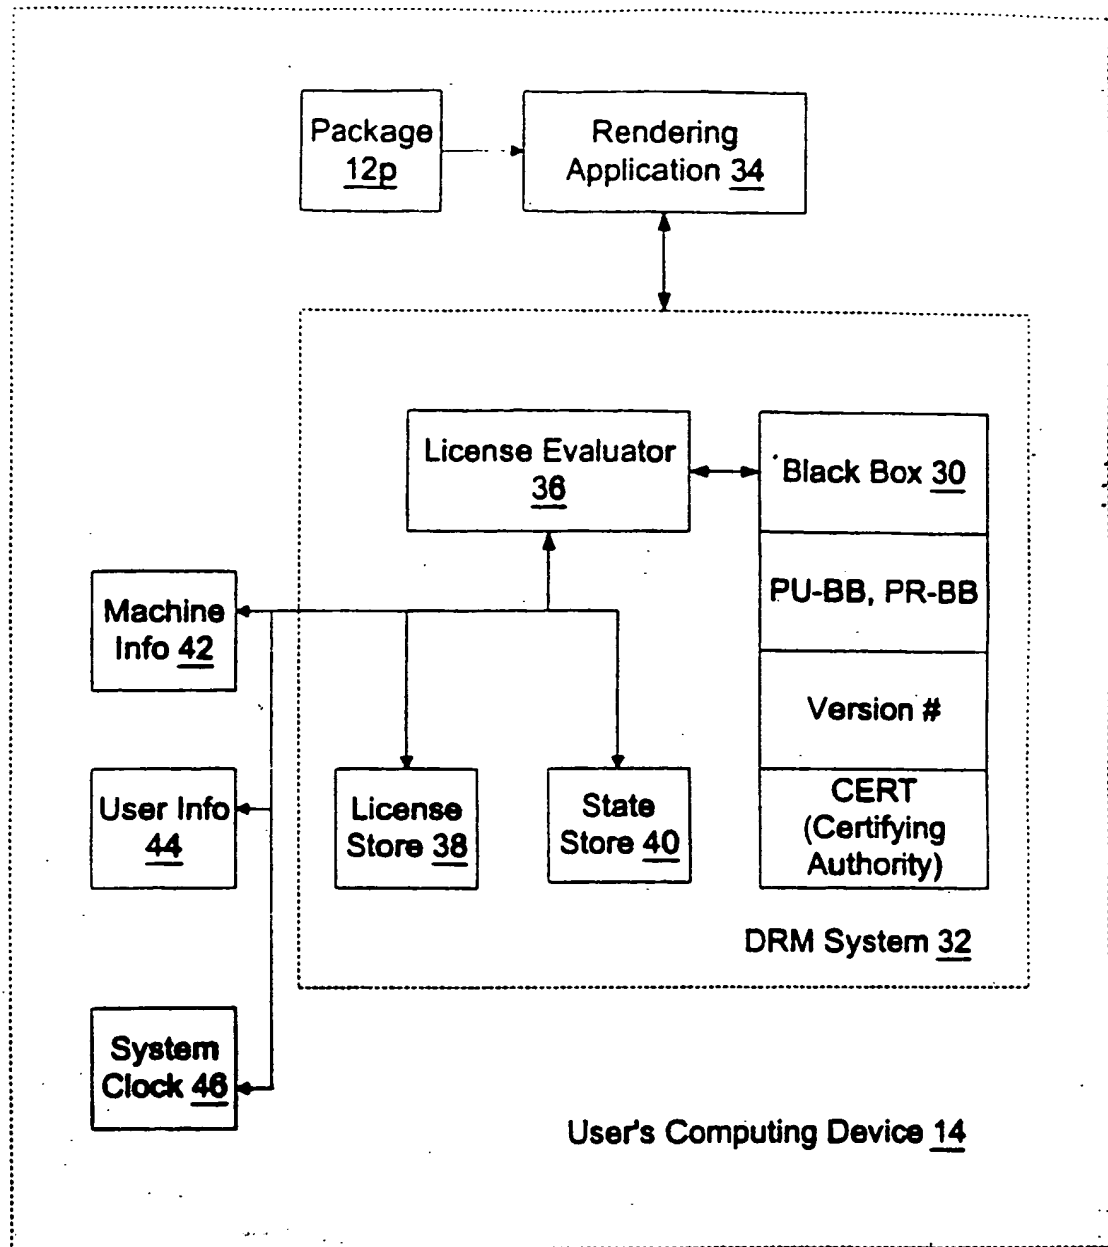 Package
12p
Rendering
Application 34
License Evaluator
36
Black Box 30
PU-BB, PR-BB
Version #
CERT
(Certifying
Authority)
Machine
Info 42
User Info
44
License
Store 38
State
Store 40
DRM System 32
System
Clock 46
User's Computing Device 14